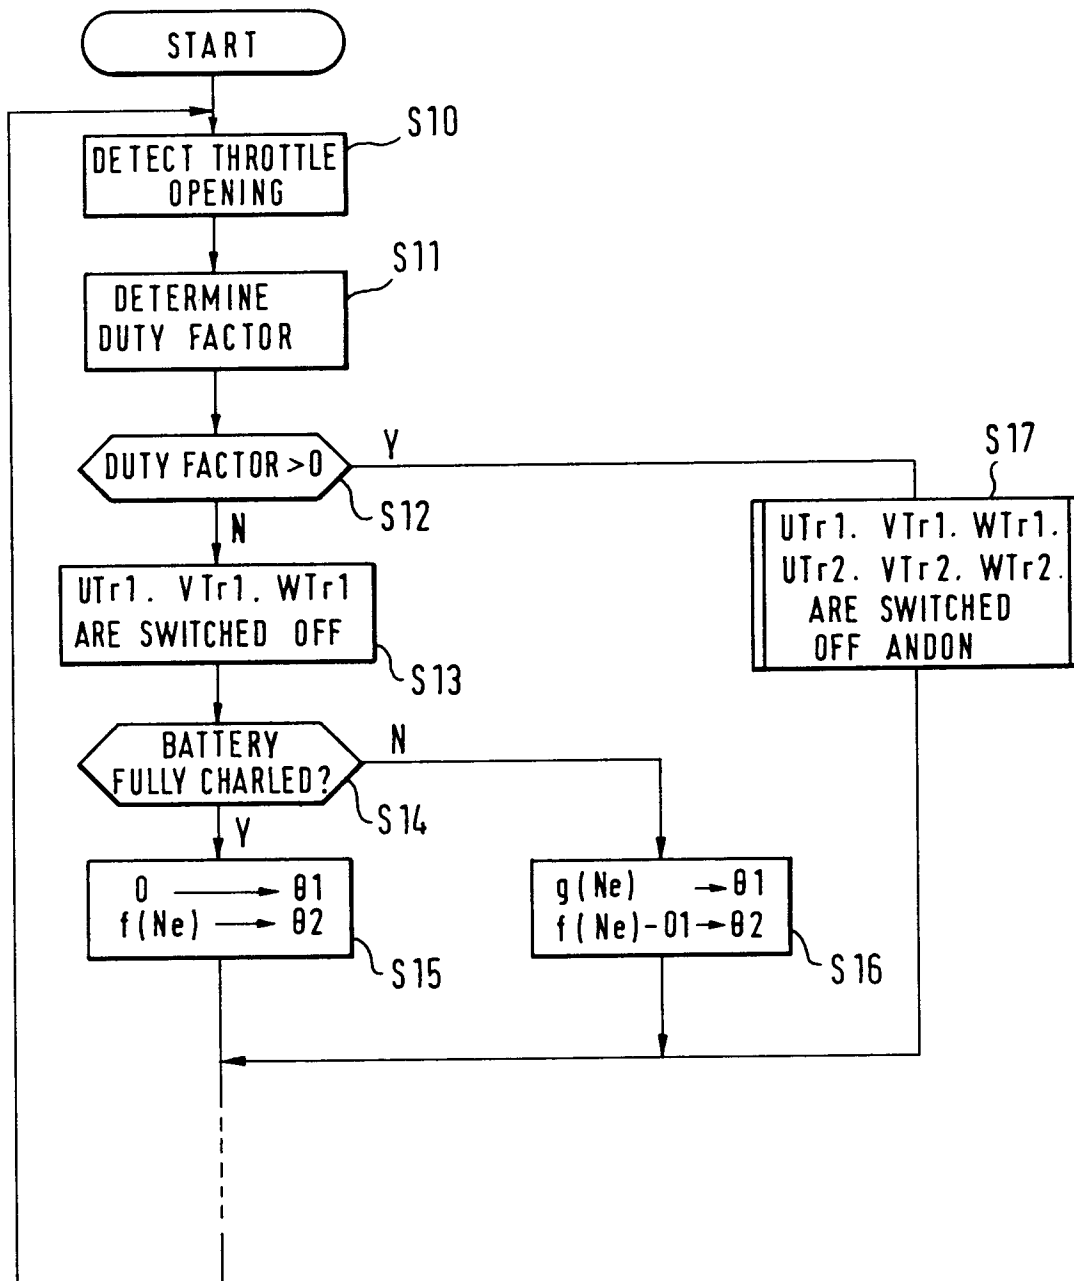 START
S10
DETECT THROTTLE
OPENING
S11
DETERMINE
DUTY FACTOR
DUTY FACTOR > 0
Y
S12
N
S17
UTr1. VTr1. WTr1.
UTr2. VTr2. WTr2.
ARE SWITCHED
OFF ANDON
UTr1. VTr1. WTr1
ARE SWITCHED OFF
S13
BATTERY
FULLY CHARLED?
N
S14
Y
0 → θ1
f(Ne) → θ2
S15
g(Ne) → θ1
f(Ne)-01→θ2
S16